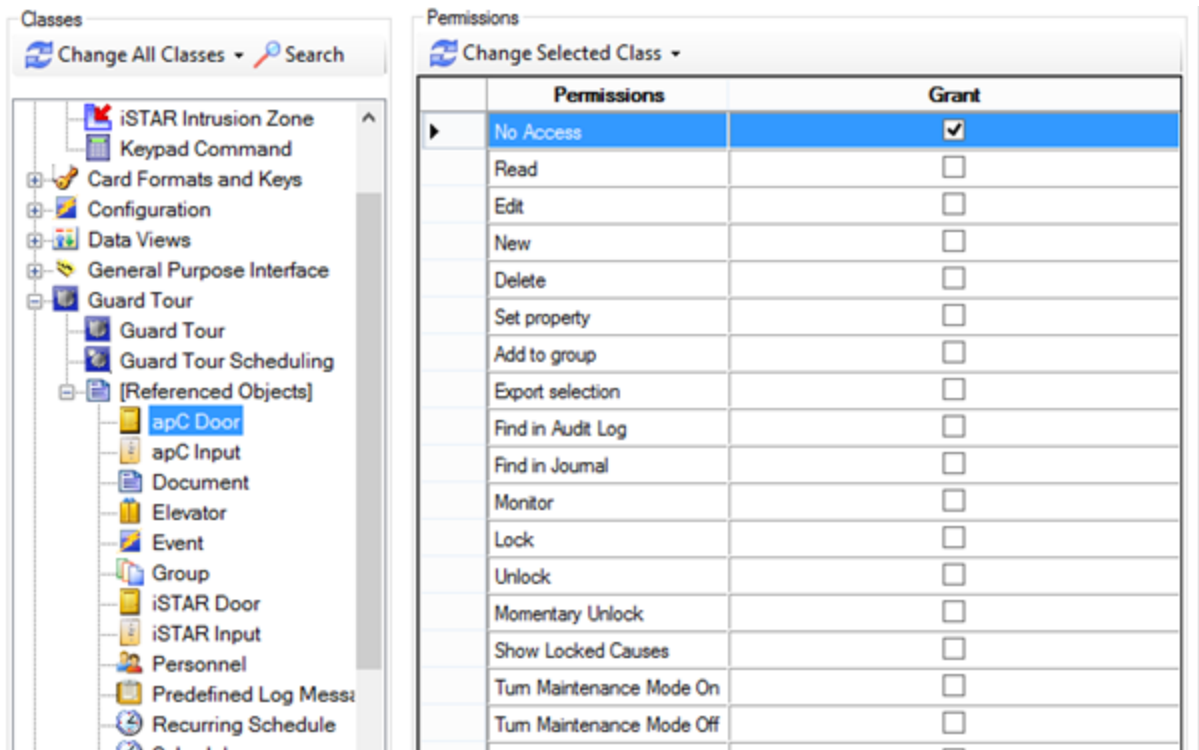 Classes
Change All Classes
Search
iSTAR Intrusion Zone
Keypad Command
Card Formats and Keys
Configuration
Data Views
General Purpose Interface
Guard Tour
Guard Tour
Guard Tour Scheduling
[Referenced Objects]
apC Door
apC Input
Document
Elevator
Event
Group
iSTAR Door
iSTAR Input
Personnel
Predefined Log Messa
Recurring Schedule
Permissions
Change Selected Class
Permissions Grant
No Access
Read
Edit
New
Delete
Set property
Add to group
Export selection
Find in Audit Log
Find in Journal
Monitor
Lock
Unlock
Momentary Unlock
Show Locked Causes
Turn Maintenance Mode On
Turn Maintenance Mode Off